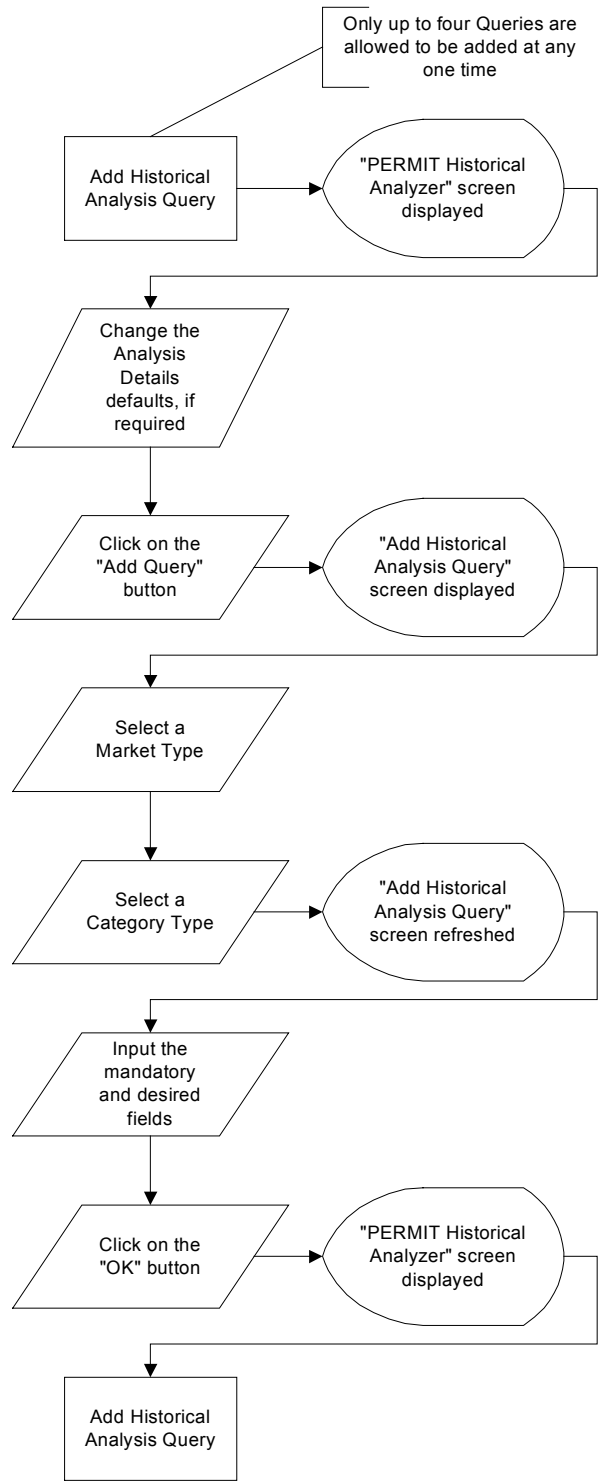 Only up to four Queries are
allowed to be added at any
one time
Add Historical
Analysis Query
"PERMIT Historical
Analyzer" screen
displayed
Change the
Analysis
Details
defaults, if
required
Click on the
"Add Query"
button
"Add Historical
Analysis Query"
screen displayed
Select a
Market Type
Select a
Category Type
"Add Historical
Analysis Query"
screen refreshed
Input the
mandatory
and desired
fields
Click on the
"OK" button
"PERMIT Historical
Analyzer" screen
displayed
Add Historical
Analysis Query